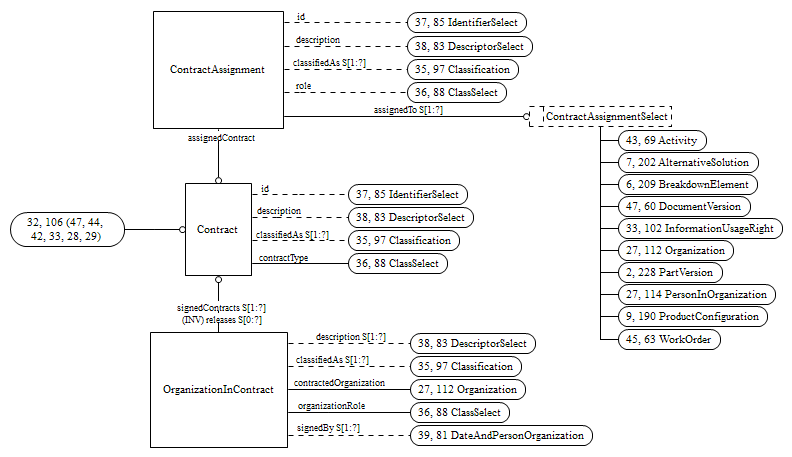 id
37, 85 IdentifierSelect
description
38, 83 DescriptorSelect
ContractAssignment
classifiedAs S[1:?]
35, 97 Classification
role
36, 88 ClassSelect
assignedTo S[1:?]
ContractAssignmentSelect
assignedContract
43, 69 Activity
7, 202 AlternativeSolution
6, 209 BreakdownElement
47, 60 DocumentVersion
33, 102 InformationUsageRight
27, 112 Organization
2, 228 PartVersion
27, 114 PersonInOrganization
9, 190 ProductConfiguration
45, 63 WorkOrder
id
37, 85 IdentifierSelect
description
38, 83 DescriptorSelect
32, 106 (47, 44,
42, 33, 28, 29)
Contract
classifiedAs S[1:?]
35, 97 Classification
contractType
36, 88 ClassSelect
signedContracts S[1:?]
(INV) releases S[0:?]
description S[1:?]
38, 83 DescriptorSelect
classifiedAs S[1:?]
35, 97 Classification
OrganizationInContract
contractedOrganization
27, 112 Organization
organizationRole
36, 88 ClassSelect
signedBy S[1:?]
39, 81 DateAndPersonOrganization